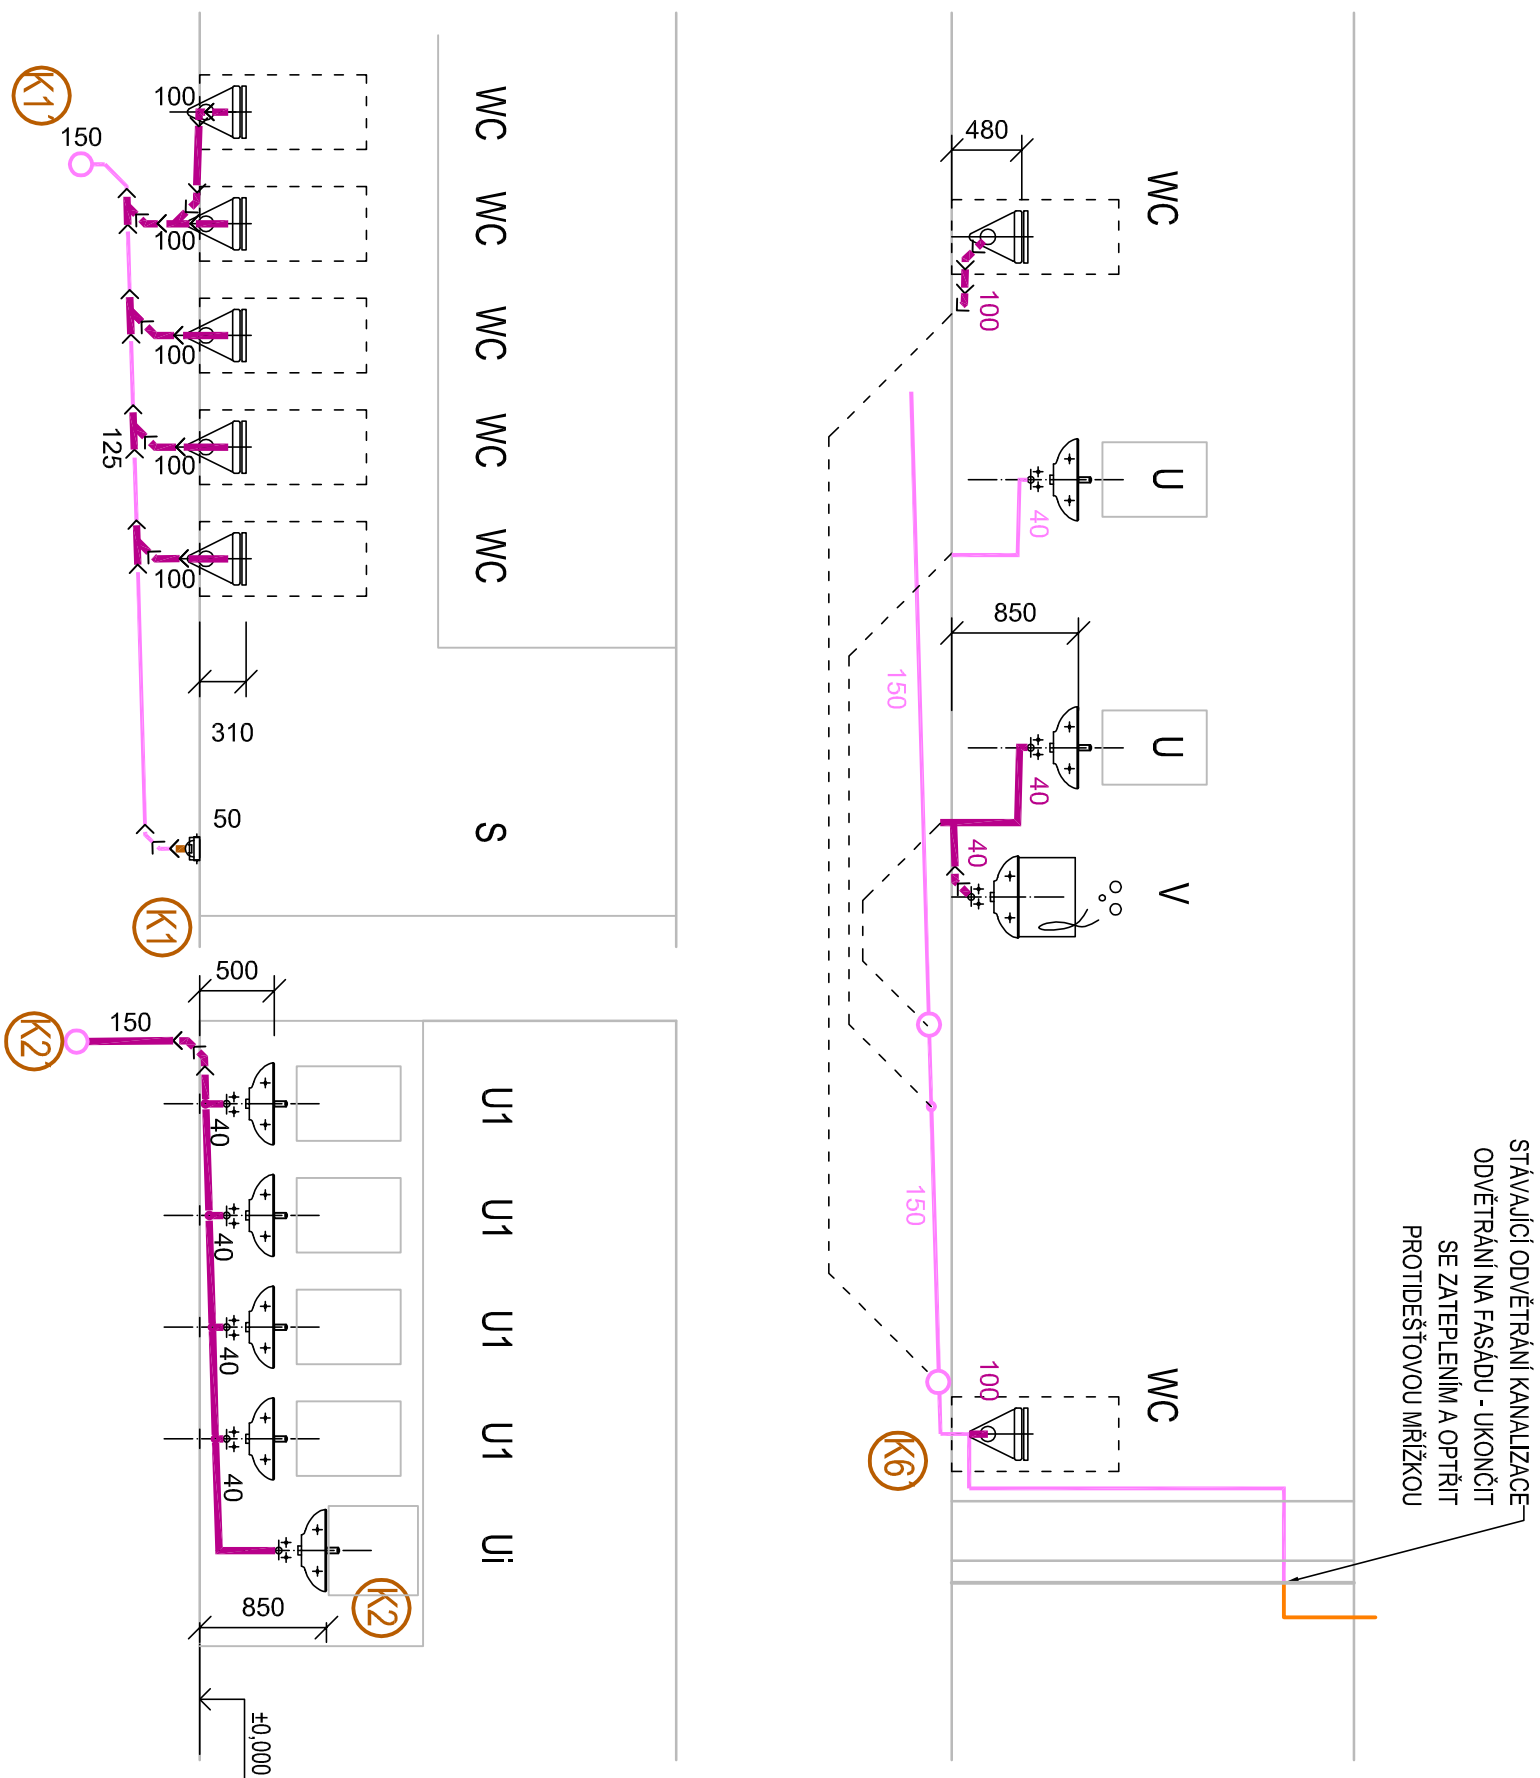 STÁVAJÍCÍ ODVĚTRÁNÍ KANALIZACE
ODVĚTRÁNÍ NA FASÁDU - UKONČIT
SE ZATEPLENÍM A OPTŘIT
PROTIDEŠŤOVOU MŘÍŽKOU
WC
U
U
V
WC
480
100
40
850
40
40
150
150
100
K6'
WC
WC
WC
WC
WC
S
100
100
100
100
100
310
50
150
125
K1'
K1
U1
U1
U1
U1
Ui
500
40
40
40
40
850
150
K2'
K2
±0,000